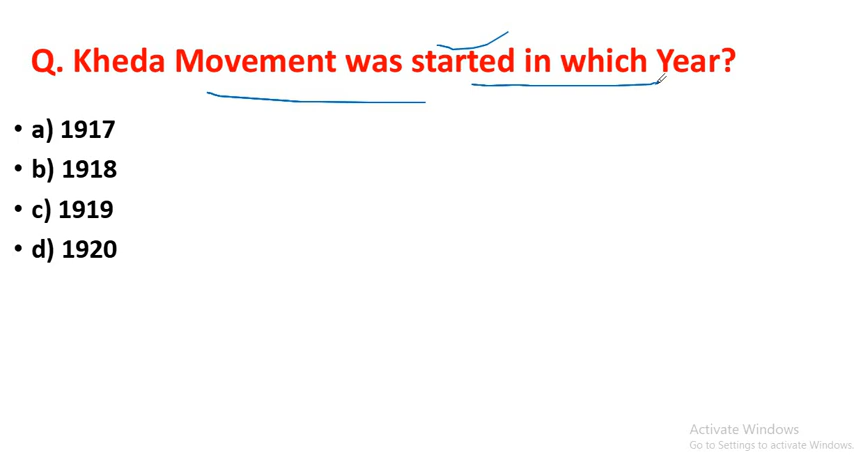 Q. Kheda Movement was started in which Year?
• a) 1917
• b) 1918
• c) 1919
• d) 1920
Activate Windows
Go to Settings to activate Windows.